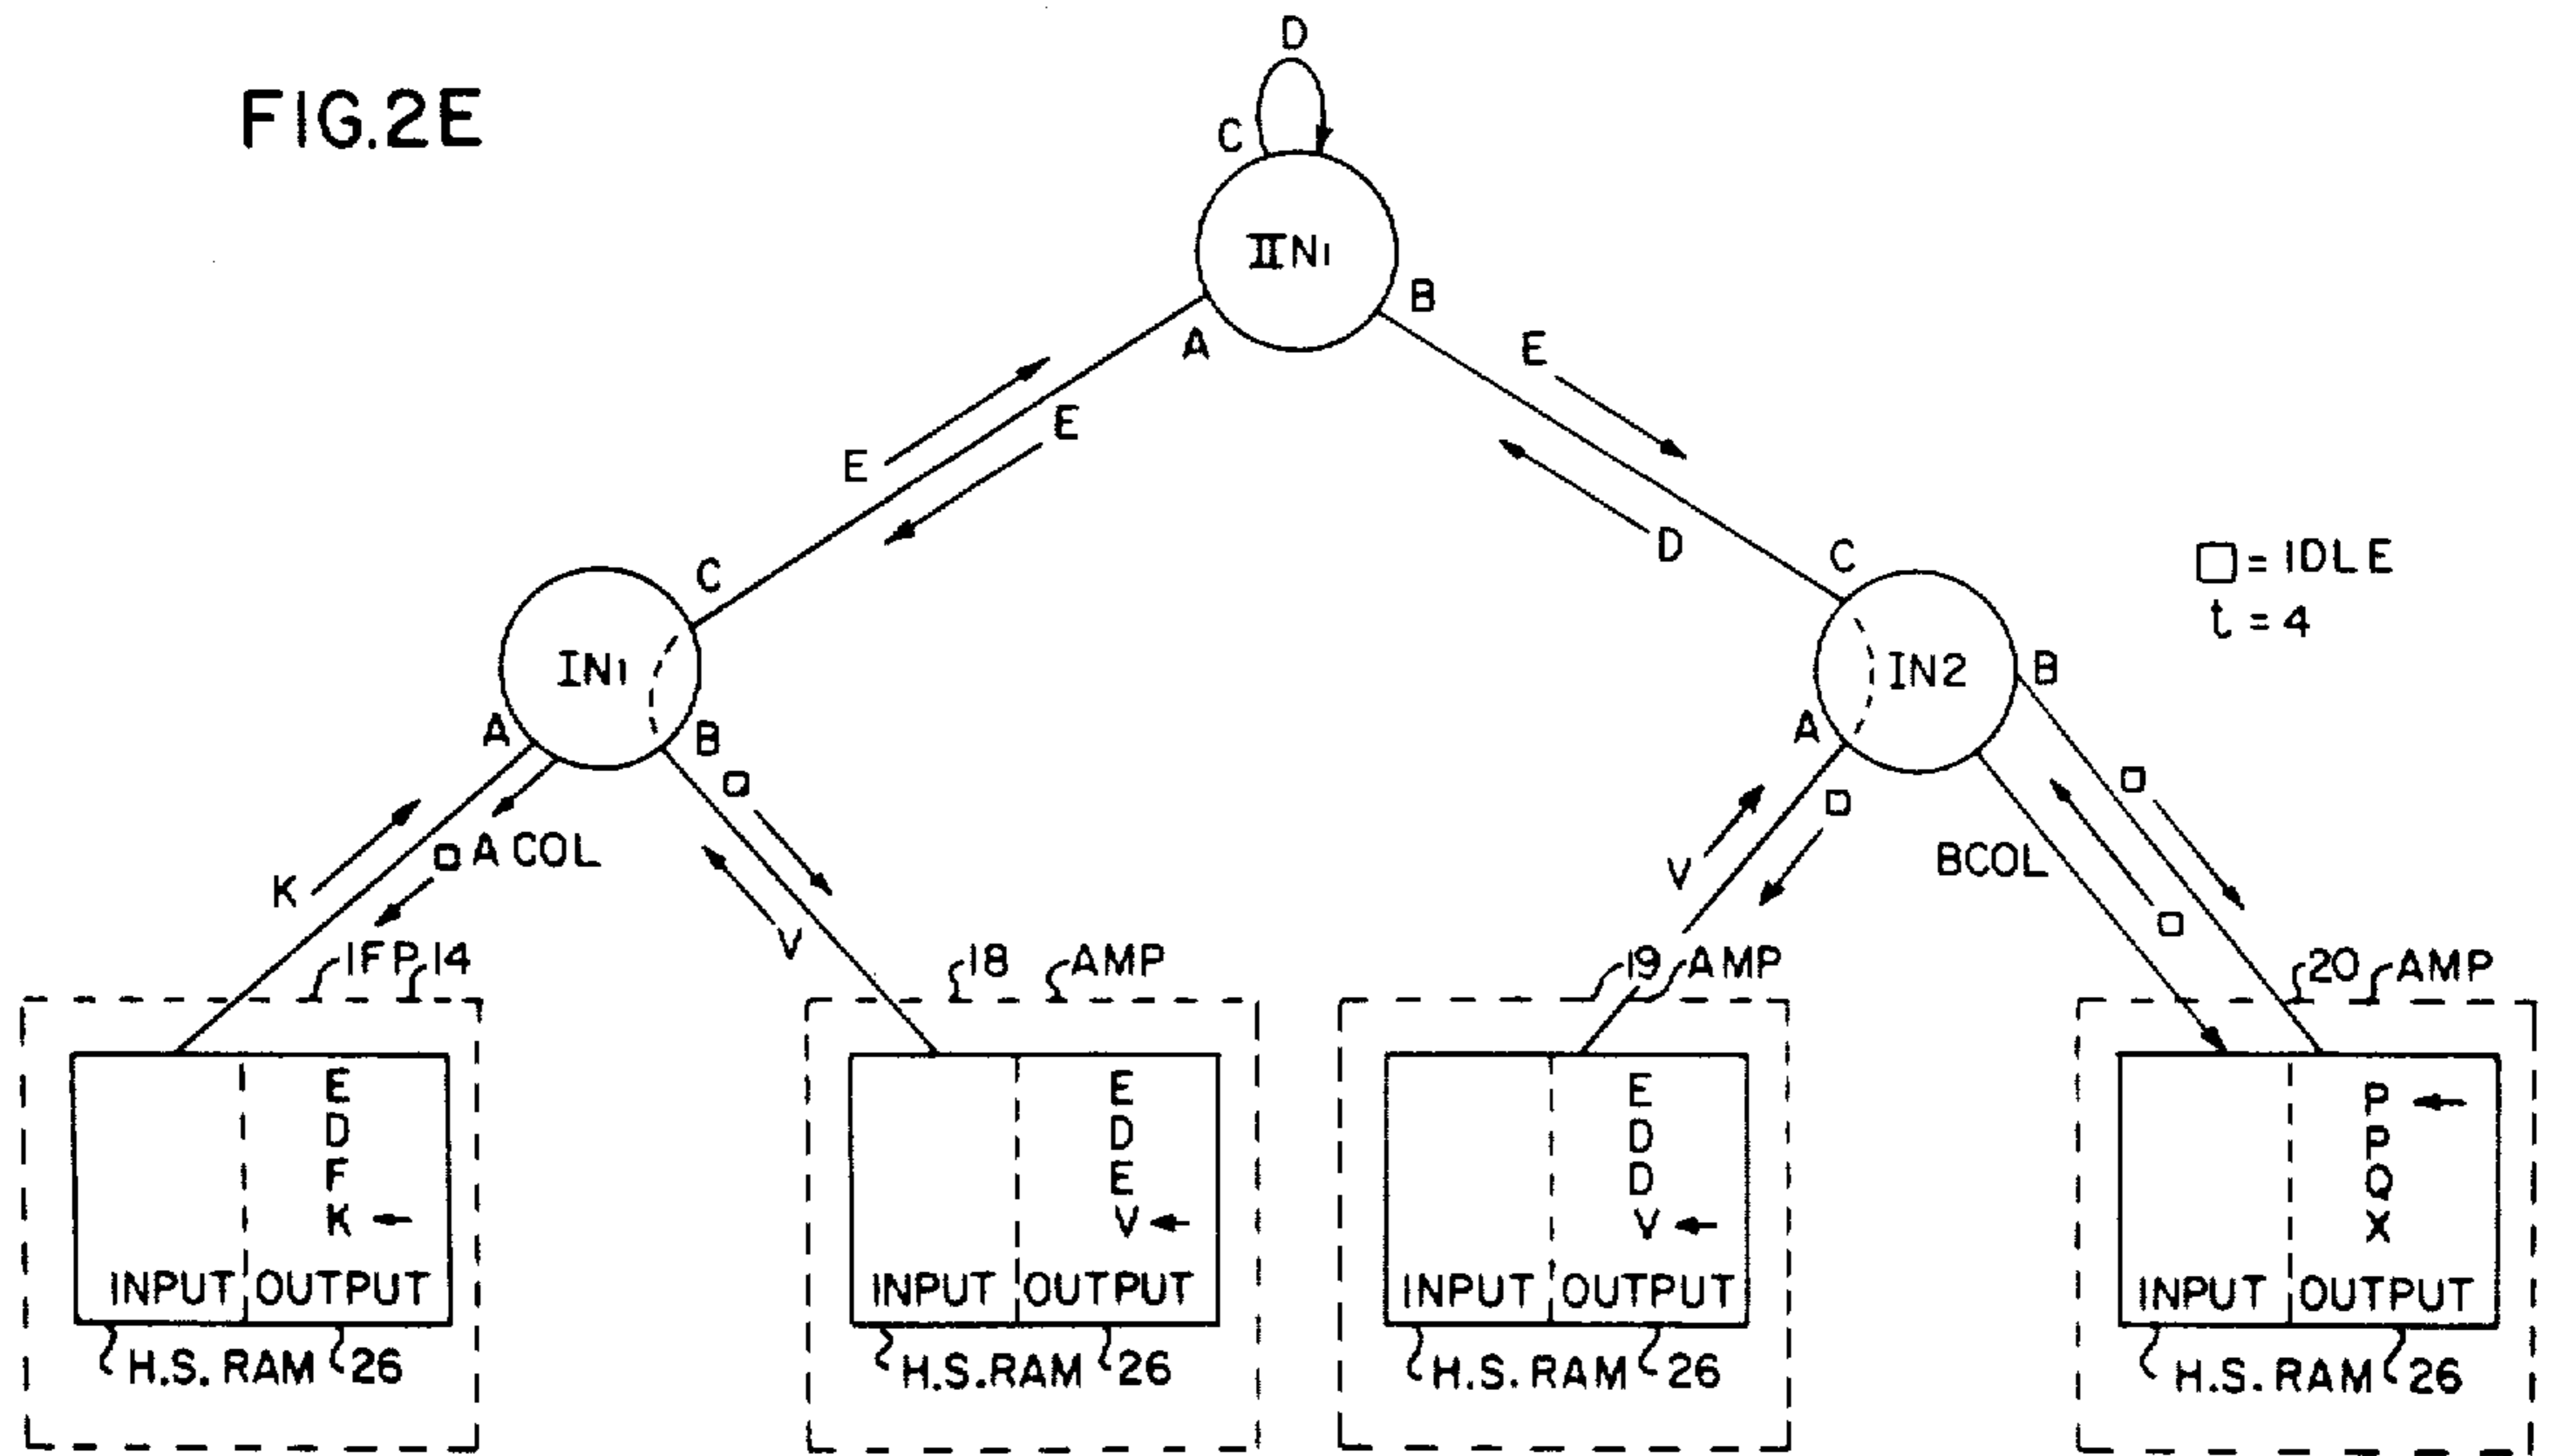 FIG.2E
D
C
IIN1
A
B
E
E
E
D
C
C
□ = IDLE
t = 4
IN1
IN2
A
B
A
B
□
□
□
K
□ A COL
V
V
BCOL
□
□
IFP 14
18 AMP
19 AMP
20 AMP
E
D
F
K
INPUT OUTPUT
H.S. RAM 26
E
D
E
V
INPUT OUTPUT
H.S.RAM 26
E
D
D
V
INPUT OUTPUT
H.S. RAM 26
P
P
Q
X
INPUT OUTPUT
H.S. RAM 26